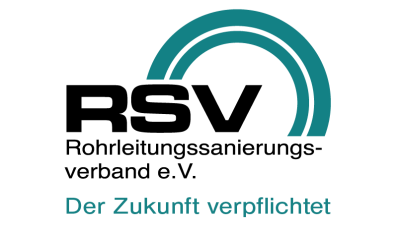 RSV
Rohrleitungssanierungs-
verband e.V.
Der Zukunft verpflichtet